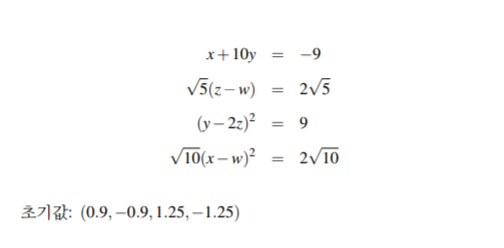 x + 10y = −9
√5(z − w) = 2√5
(y − 2z)² = 9
√10(x − w)² = 2√10
초기값: (0.9, −0.9, 1.25, −1.25)